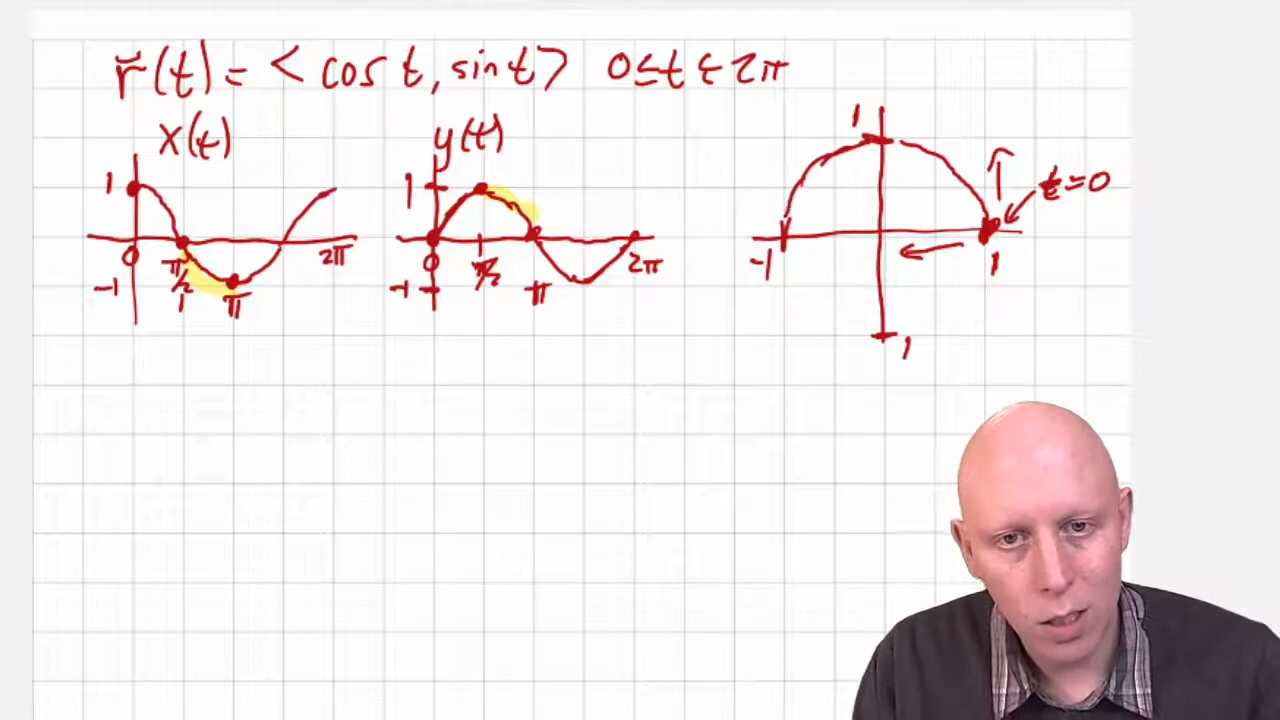 r⃗(t) = < cos t, sin t> 0≤t≤2π
x(t)
y(t)
1
1
1
t=0
0
π/2
2π
0
π/2
2π
-1
1
-1
1
π
-1
π
1